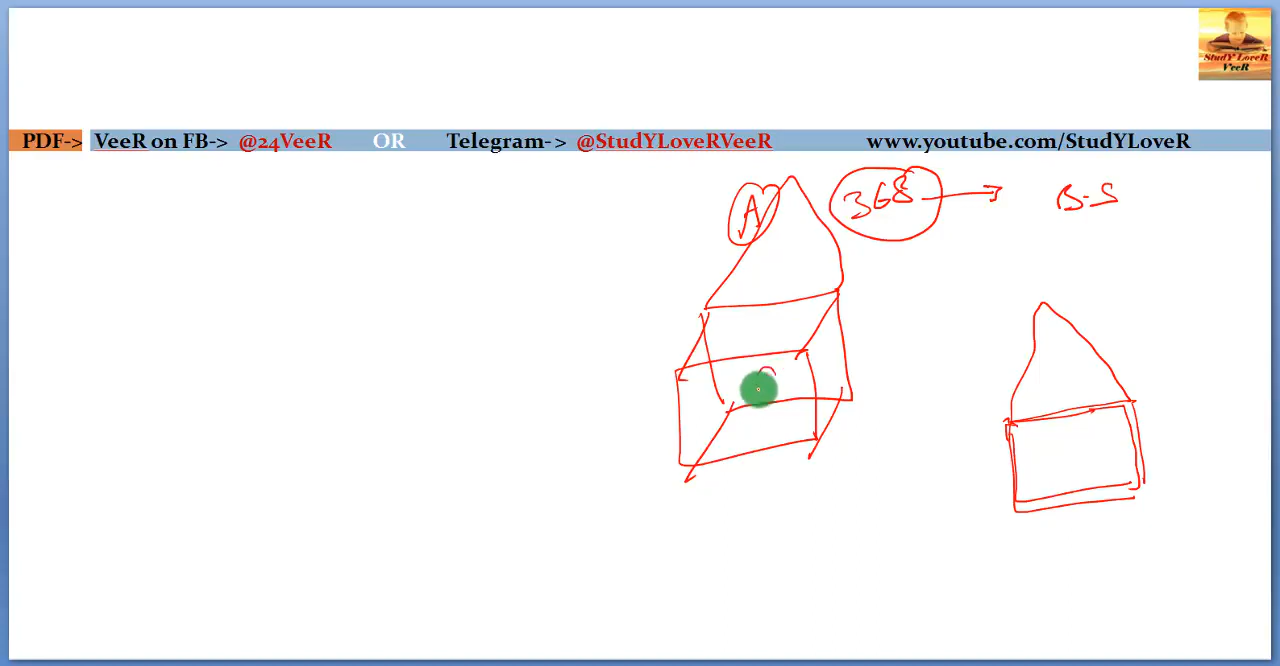 StudY LoveR
VeeR
PDF-> VeeR on FB-> @24VeeR OR Telegram-> @StudYLoveRVeeR www.youtube.com/StudYLoveR
A 368 B-S